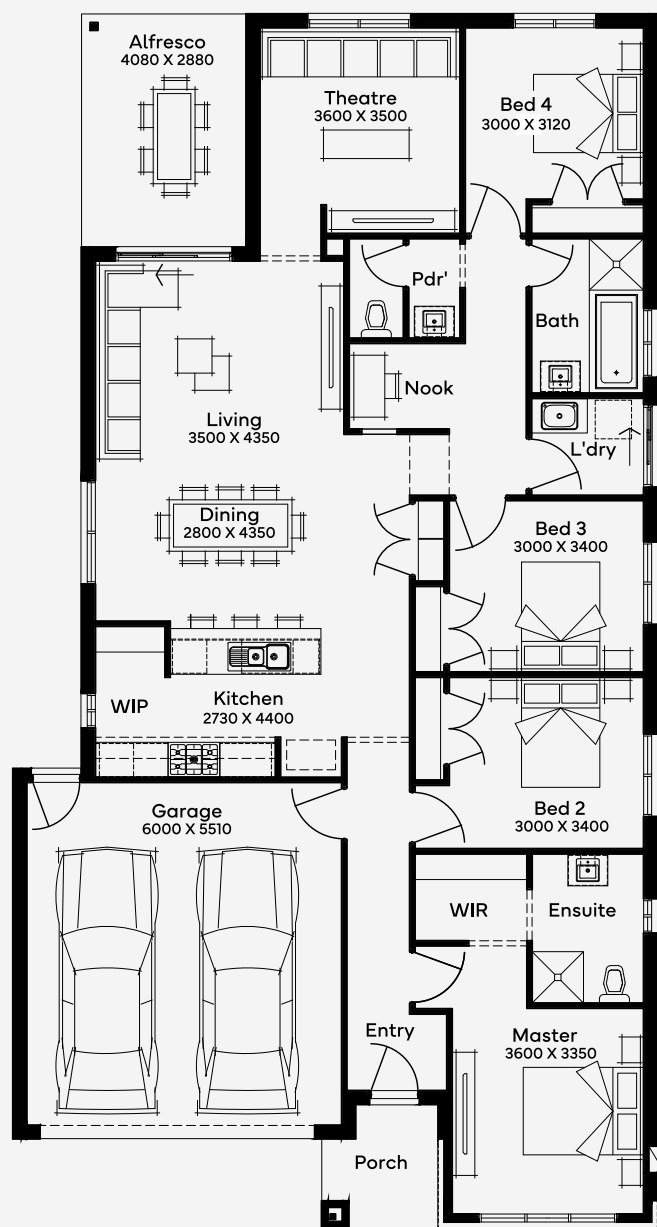 Alfresco
4080 X 2880
Theatre
3600 X 3500
Bed 4
3000 X 3120
Pdr'
Bath
Nook
Living
3500 X 4350
L'dry
Dining
2800 X 4350
Bed 3
3000 X 3400
WIP
Kitchen
2730 X 4400
Garage
6000 X 5510
Bed 2
3000 X 3400
WIR
Ensuite
Entry
Master
3600 X 3350
Porch